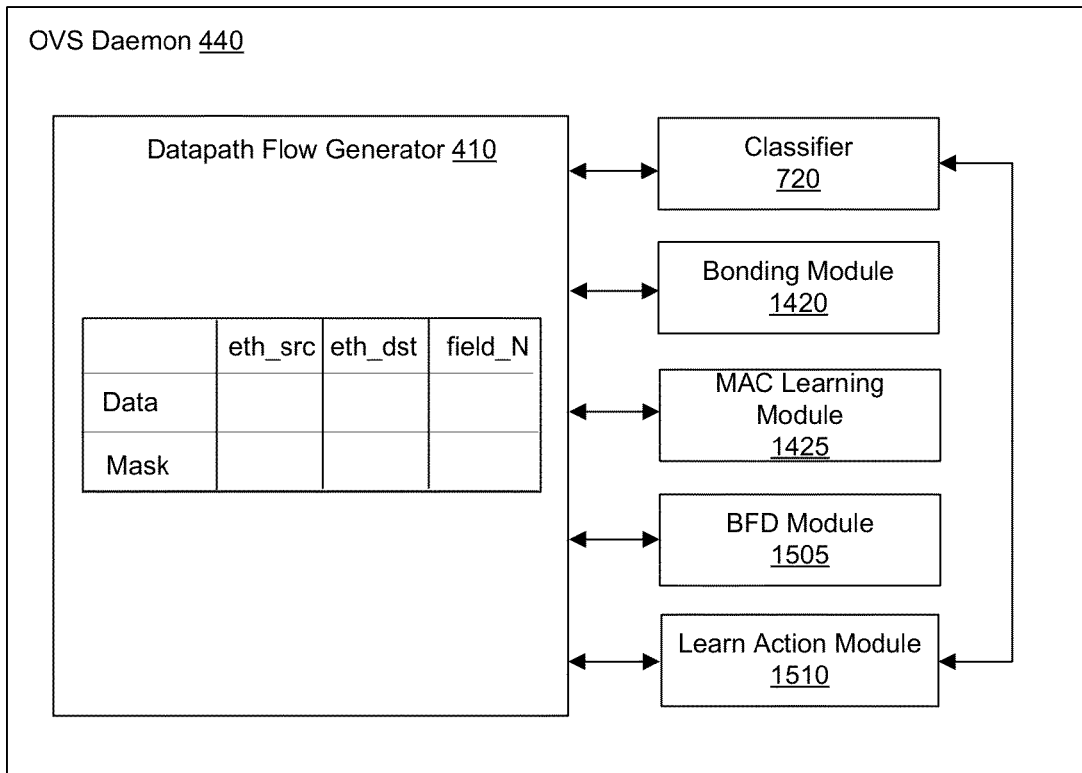 OVS Daemon 440
Datapath Flow Generator 410
eth_src eth_dst field_N
Data
Mask
Classifier
720
Bonding Module
1420
MAC Learning
Module
1425
BFD Module
1505
Learn Action Module
1510